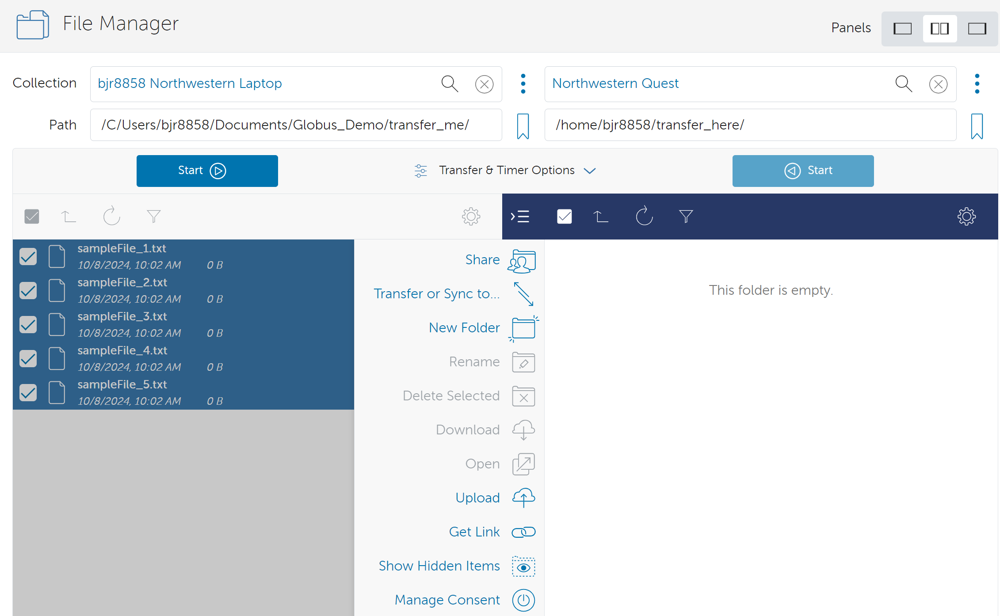 File Manager
Panels
Collection
bjr8858 Northwestern Laptop
Northwestern Quest
Path
/C/Users/bjr8858/Documents/Globus_Demo/transfer_me/
/home/bjr8858/transfer_here/
Start
Transfer & Timer Options
Start
sampleFile_1.txt
10/8/2024, 10:02 AM 0 B
sampleFile_2.txt
10/8/2024, 10:02 AM 0 B
sampleFile_3.txt
10/8/2024, 10:02 AM 0 B
sampleFile_4.txt
10/8/2024, 10:02 AM 0 B
sampleFile_5.txt
10/8/2024, 10:02 AM 0 B
Share
Transfer or Sync to...
New Folder
Rename
Delete Selected
Download
Open
Upload
Get Link
Show Hidden Items
Manage Consent
This folder is empty.